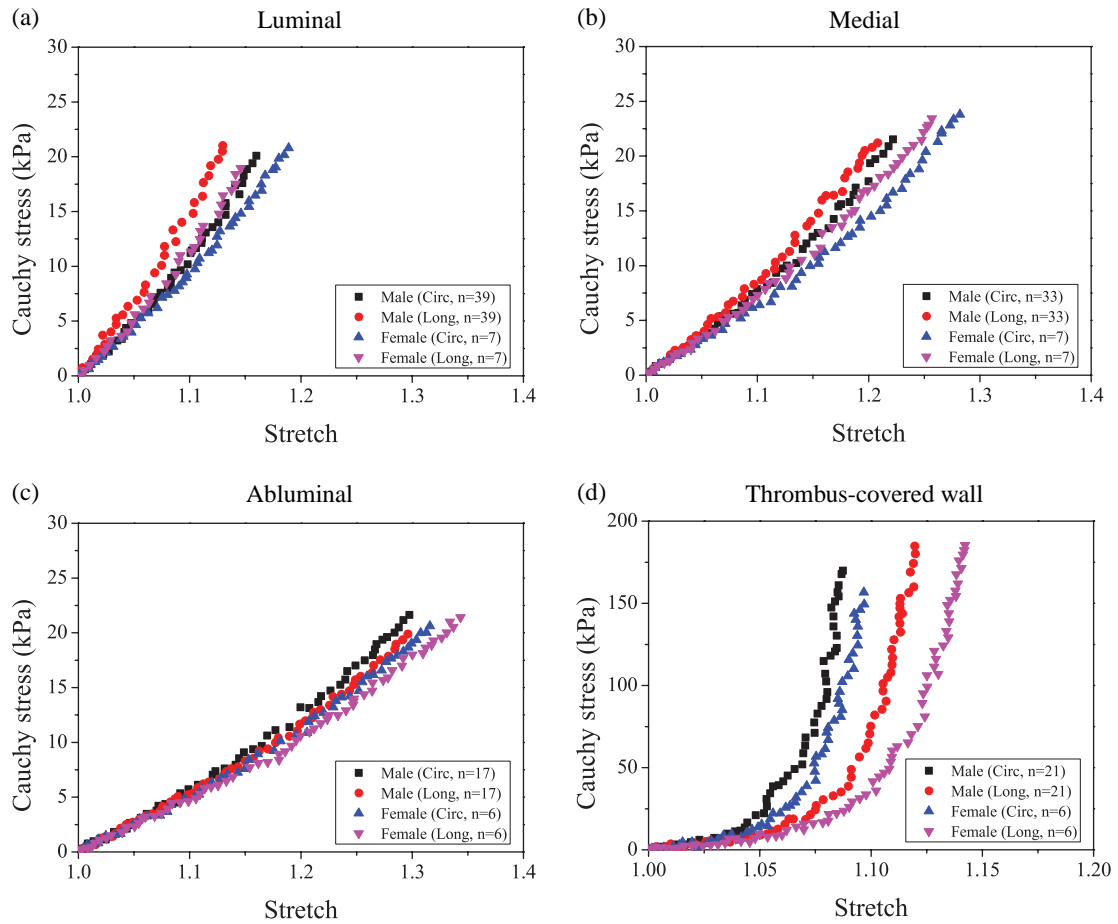 (a)
Luminal
30
25
20
15
10
5
0
Cauchy stress (kPa)
Male (Circ, n=39)
Male (Long, n=39)
Female (Circ, n=7)
Female (Long, n=7)
1.0 1.1 1.2 1.3 1.4
Stretch
(b)
Medial
30
25
20
15
10
5
0
Cauchy stress (kPa)
Male (Circ, n=33)
Male (Long, n=33)
Female (Circ, n=7)
Female (Long, n=7)
1.0 1.1 1.2 1.3 1.4
Stretch
(c)
Abluminal
30
25
20
15
10
5
0
Cauchy stress (kPa)
Male (Circ, n=17)
Male (Long, n=17)
Female (Circ, n=6)
Female (Long, n=6)
1.0 1.1 1.2 1.3 1.4
Stretch
(d)
Thrombus-covered wall
200
150
100
50
0
Cauchy stress (kPa)
Male (Circ, n=21)
Male (Long, n=21)
Female (Circ, n=6)
Female (Long, n=6)
1.00 1.05 1.10 1.15 1.20
Stretch